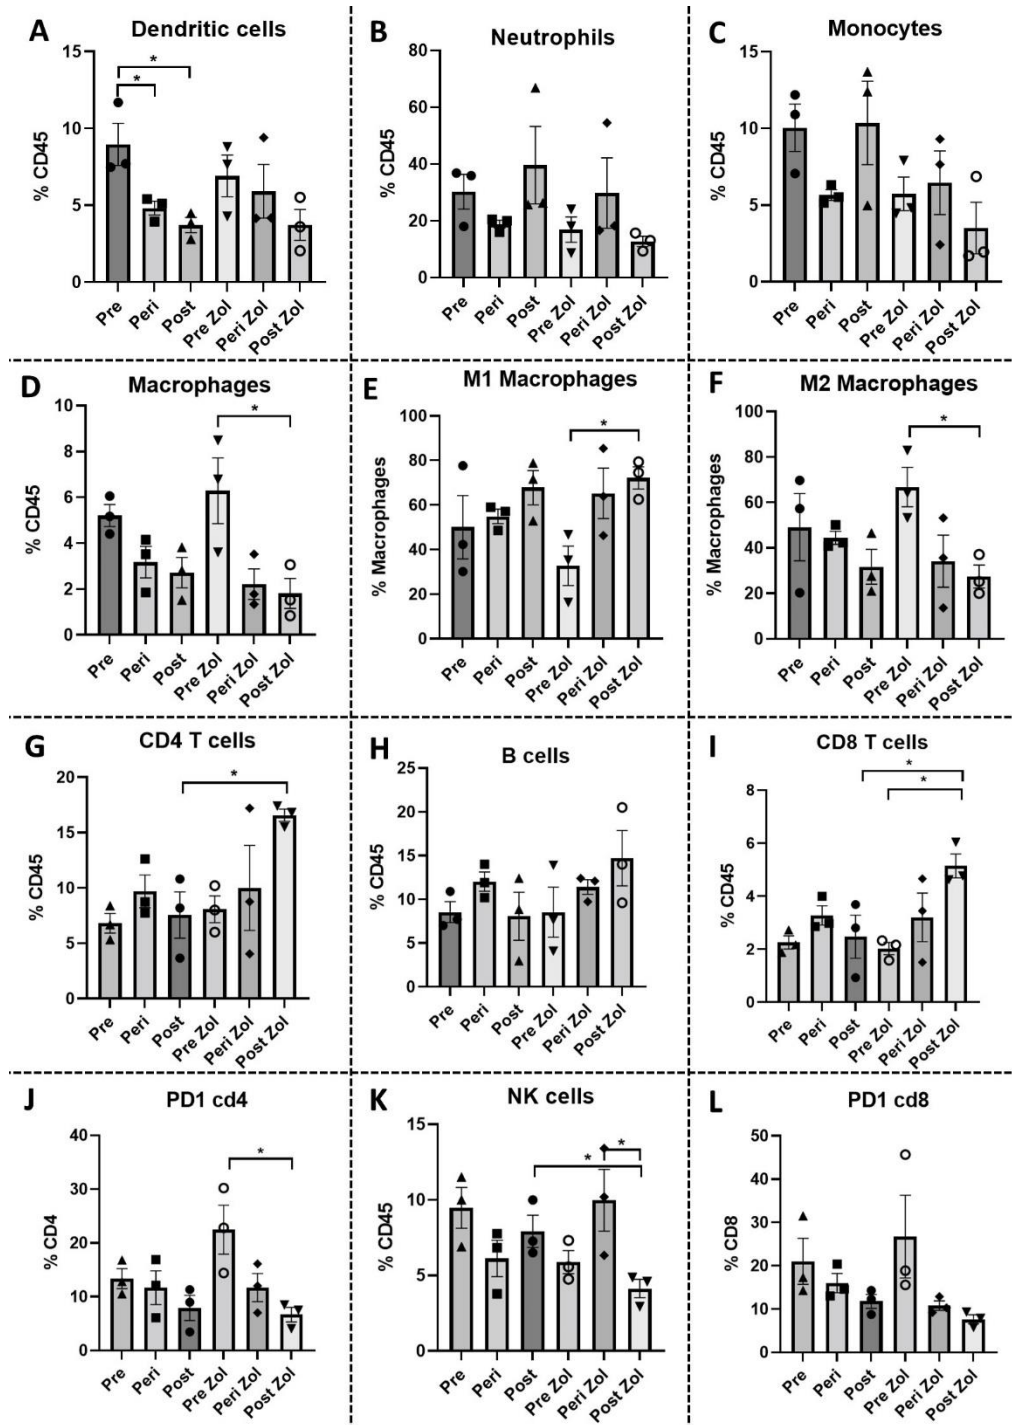 A
Dendritic cells
% CD45
15
10
5
0
*
*
Pre
Peri
Post
Pre Zol
Peri Zol
Post Zol
B
Neutrophils
% CD45
80
60
40
20
0
Pre
Peri
Post
Pre Zol
Peri Zol
Post Zol
C
Monocytes
% CD45
15
10
5
0
Pre
Peri
Post
Pre Zol
Peri Zol
Post Zol
D
Macrophages
% CD45
10
8
6
4
2
0
*
Pre
Peri
Post
Pre Zol
Peri Zol
Post Zol
E
M1 Macrophages
% Macrophages
100
80
60
40
20
0
*
Pre
Peri
Post
Pre Zol
Peri Zol
Post Zol
F
M2 Macrophages
% Macrophages
100
80
60
40
20
0
*
Pre
Peri
Post
Pre Zol
Peri Zol
Post Zol
G
CD4 T cells
% CD45
20
15
10
5
0
*
Pre
Peri
Post
Pre Zol
Peri Zol
Post Zol
H
B cells
% CD45
25
20
15
10
5
0
Pre
Peri
Post
Pre Zol
Peri Zol
Post Zol
I
CD8 T cells
% CD45
8
6
4
2
0
*
*
Pre
Peri
Post
Pre Zol
Peri Zol
Post Zol
J
PD1 cd4
% CD4
40
30
20
10
0
*
Pre
Peri
Post
Pre Zol
Peri Zol
Post Zol
K
NK cells
% CD45
15
10
5
0
*
*
Pre
Peri
Post
Pre Zol
Peri Zol
Post Zol
L
PD1 cd8
% CD8
50
40
30
20
10
0
Pre
Peri
Post
Pre Zol
Peri Zol
Post Zol